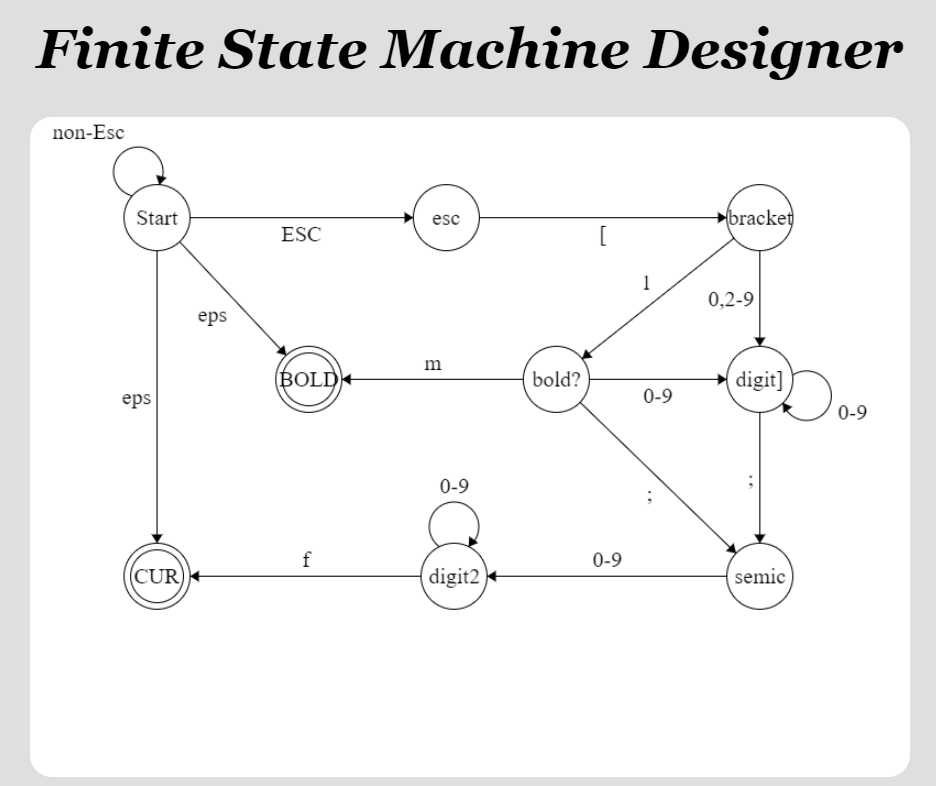 Finite State Machine Designer
non-Esc
Start
ESC
esc
[
bracket
eps
1
0,2-9
BOLD
m
bold?
0-9
digit]
0-9
eps
;
;
0-9
CUR
f
digit2
0-9
semic